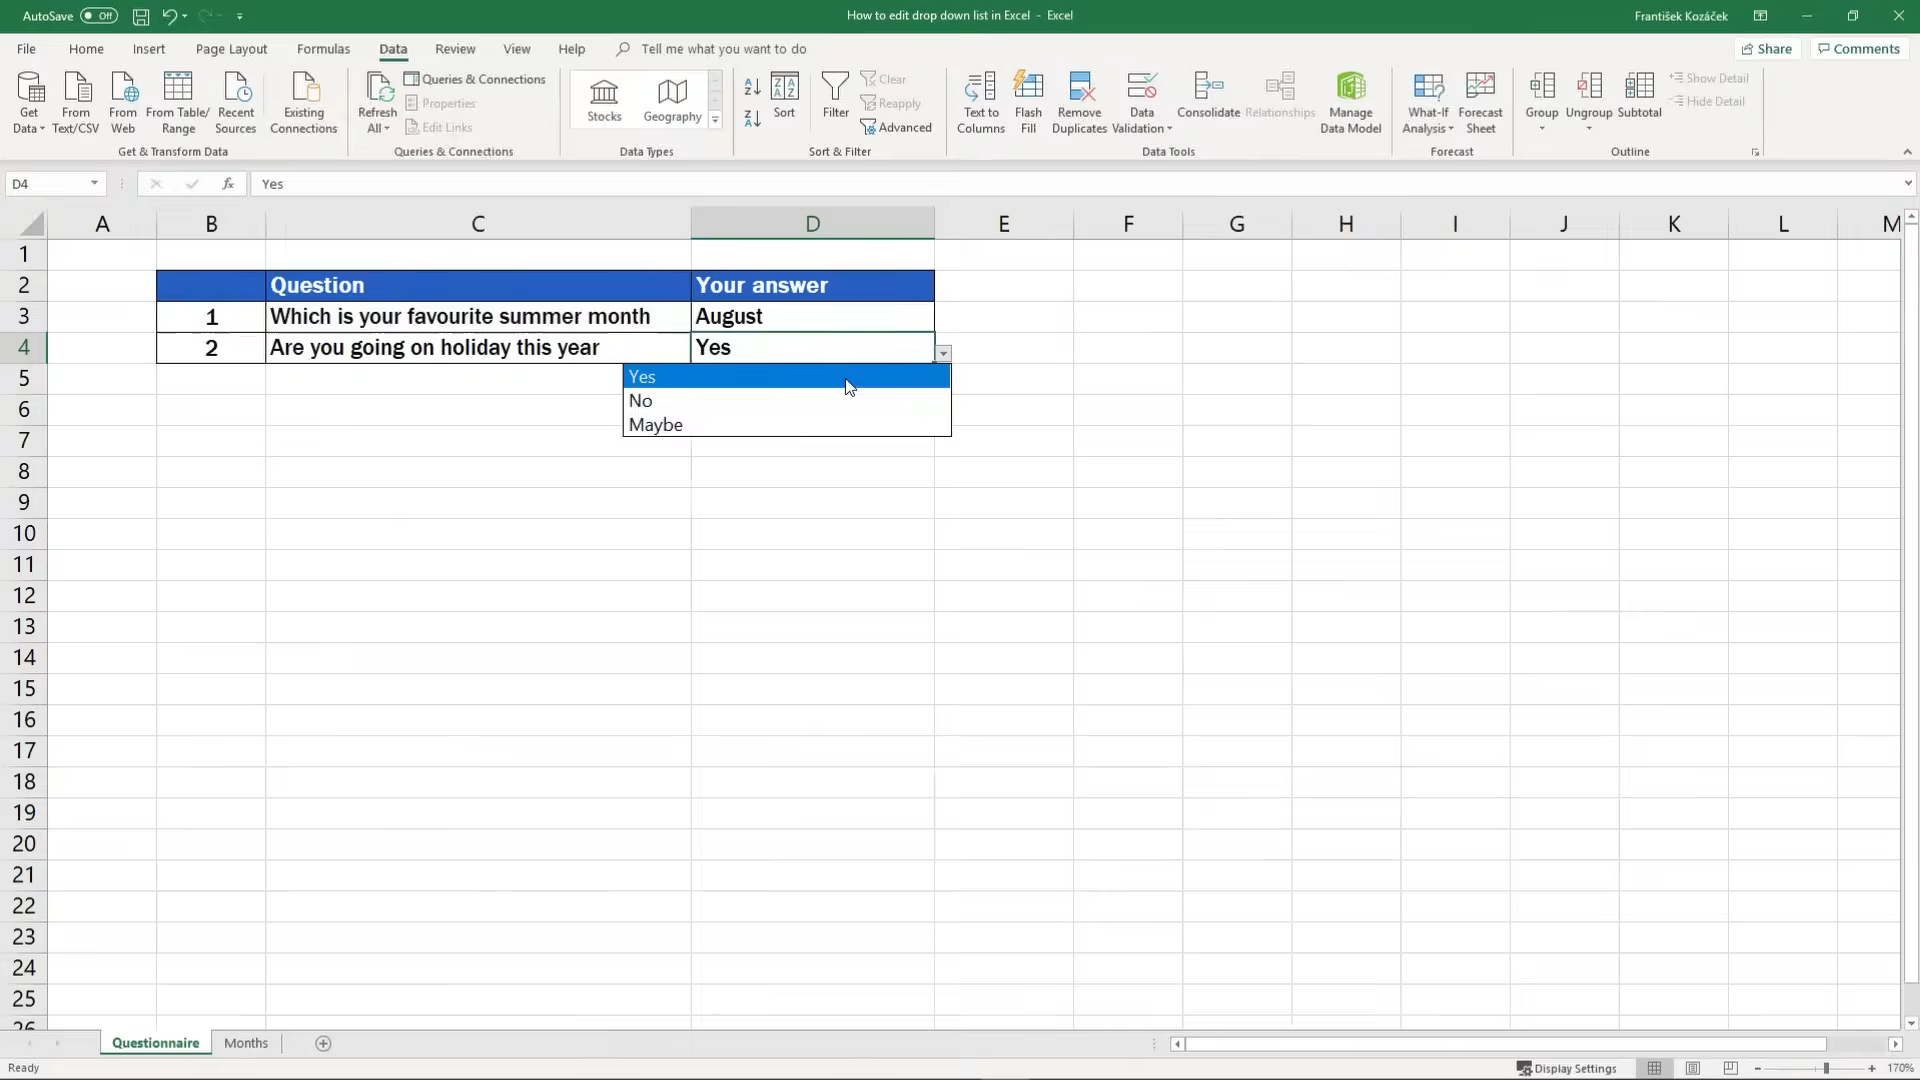 AutoSave Off
How to edit drop down list in Excel - Excel
František Kozáček
File Home Insert Page Layout Formulas Data Review View Help Tell me what you want to do
Share Comments
Get Data
From Text/CSV
From Web
From Table/ Range
Recent Sources
Existing Connections
Get & Transform Data
Refresh All
Queries & Connections
Properties
Edit Links
Queries & Connections
Stocks
Geography
Data Types
Sort
Filter
Clear
Reapply
Advanced
Sort & Filter
Text to Columns
Flash Fill
Remove Duplicates
Data Validation
Consolidate
Relationships
Manage Data Model
Data Tools
What-If Analysis
Forecast Sheet
Forecast
Group
Ungroup
Subtotal
Show Detail
Hide Detail
Outline
D4
fx
Yes
A B C D E F G H I J K L M
1
2 Question Your answer
3 1 Which is your favourite summer month August
4 2 Are you going on holiday this year Yes
5 Yes
6 No
Maybe
7
8
9
10
11
12
13
14
15
16
17
18
19
20
21
22
23
24
25
26
Questionnaire Months
Ready
Display Settings
170%